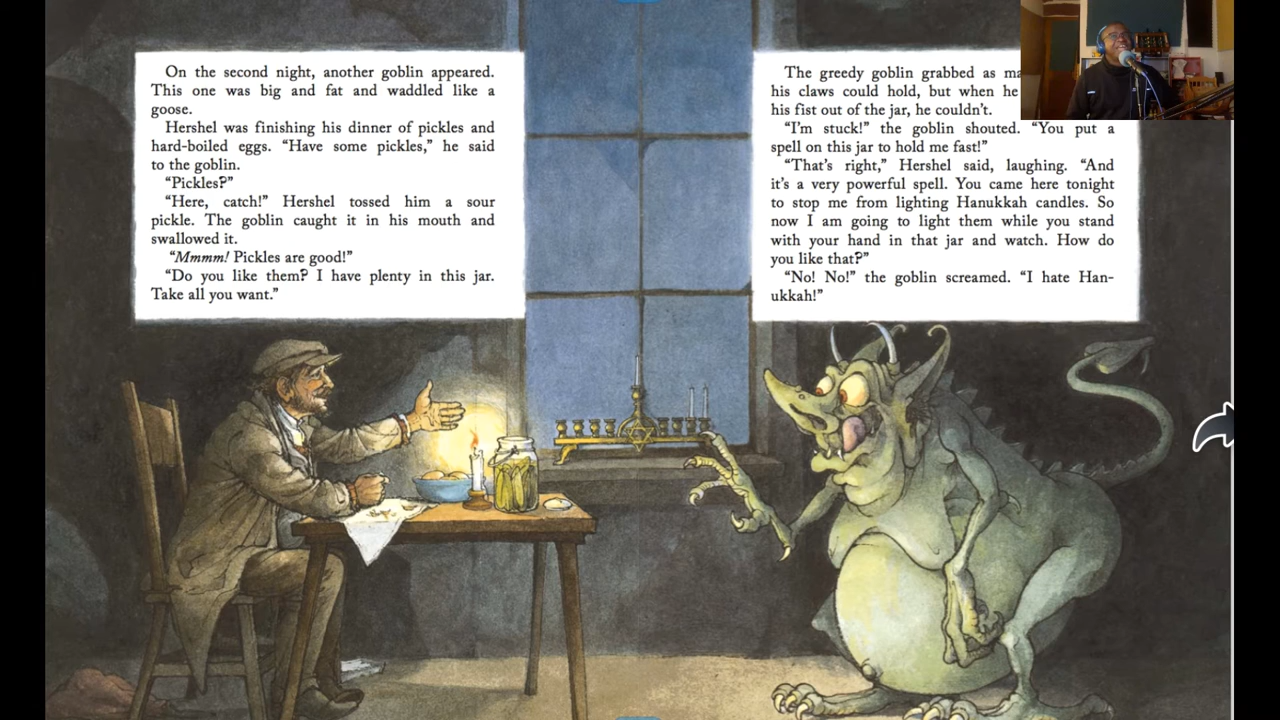 On the second night, another goblin appeared.
This one was big and fat and waddled like a
goose.
Hershel was finishing his dinner of pickles and
hard-boiled eggs. “Have some pickles,” he said
to the goblin.
“Pickles?”
“Here, catch!” Hershel tossed him a sour
pickle. The goblin caught it in his mouth and
swallowed it.
“Mmmm! Pickles are good!”
“Do you like them? I have plenty in this jar.
Take all you want.”
The greedy goblin grabbed as
his claws could hold, but when he
his fist out of the jar, he couldn’t.
“I’m stuck!” the goblin shouted. “You put a
spell on this jar to hold me fast!”
“That’s right,” Hershel said, laughing. “And
it’s a very powerful spell. You came here tonight
to stop me from lighting Hanukkah candles. So
now I am going to light them while you stand
with your hand in that jar and watch. How do
you like that?”
“No! No!” the goblin screamed. “I hate Han-
ukkah!”